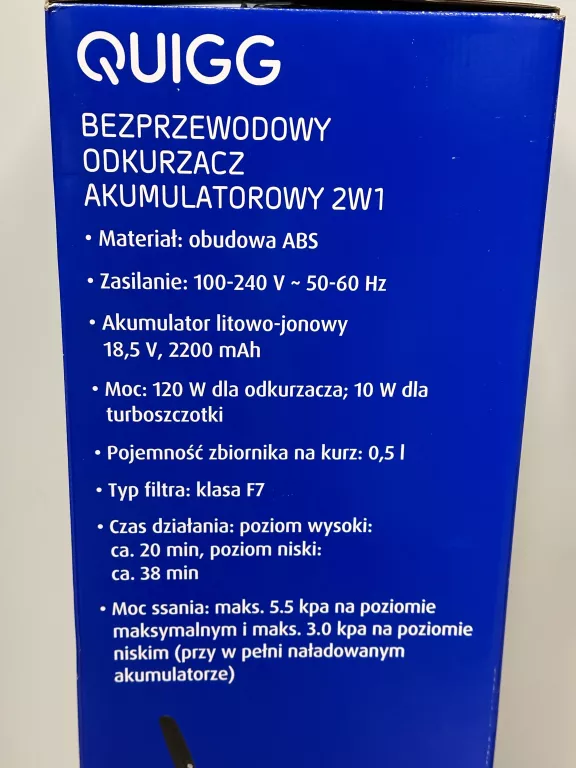 QUIGG
BEZPRZEWODOWY
ODKURZACZ
AKUMULATOROWY 2W1
• Materiał: obudowa ABS
• Zasilanie: 100-240 V ~ 50-60 Hz
• Akumulator litowo-jonowy
18,5 V, 2200 mAh
• Moc: 120 W dla odkurzacza; 10 W dla
turboszczotki
• Pojemność zbiornika na kurz: 0,5 l
• Typ filtra: klasa F7
• Czas działania: poziom wysoki:
ca. 20 min, poziom niski:
ca. 38 min
• Moc ssania: maks. 5.5 kpa na poziomie
maksymalnym i maks. 3.0 kpa na poziomie
niskim (przy w pełni naładowanym
akumulatorze)